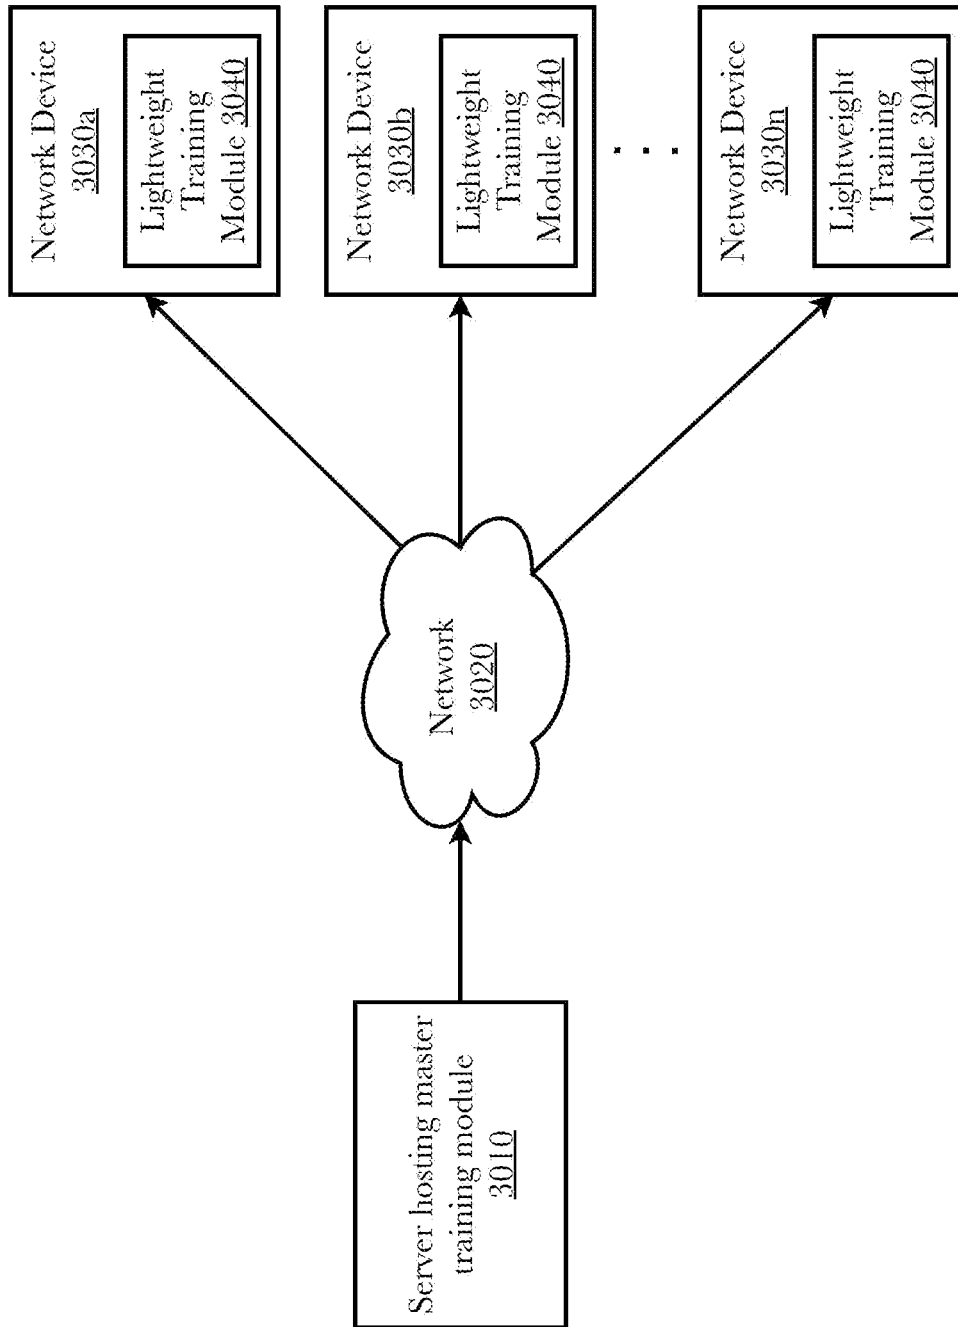 Server hosting master
training module
3010
Network
3020
Network Device
3030a
Lightweight
Training
Module 3040
Network Device
3030b
Lightweight
Training
Module 3040
Network Device
3030n
Lightweight
Training
Module 3040